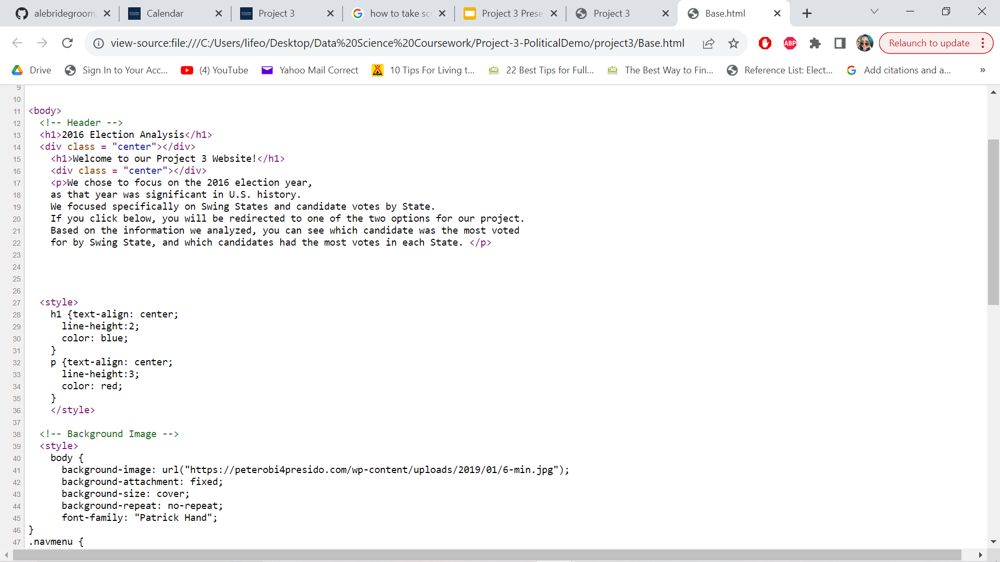 alebridegroom,
Calendar
Project 3
how to take scr
Project 3 Prese
Project 3
Base.html
view-source:file:///C:/Users/lifeo/Desktop/Data%20Science%20Coursework/Project-3-PoliticalDemo/project3/Base.html
ABP
Relaunch to update
Drive
Sign In to Your Acc...
(4) YouTube
Yahoo Mail Correct
KOA
10 Tips For Living t...
22 Best Tips for Full...
The Best Way to Fin...
Reference List: Elect...
Add citations and a...
»
9
10
11 <body>
12 <!-- Header -->
13 <h1>2016 Election Analysis</h1>
14 <div class = "center"></div>
15 <h1>Welcome to our Project 3 Website!</h1>
16 <div class = "center"></div>
17 <p>We chose to focus on the 2016 election year,
18 as that year was significant in U.S. history.
19 We focused specifically on Swing States and candidate votes by State.
20 If you click below, you will be redirected to one of the two options for our project.
21 Based on the information we analyzed, you can see which candidate was the most voted
22 for by Swing State, and which candidates had the most votes in each State. </p>
23
24
25
26
27 <style>
28 h1 {text-align: center;
29 line-height:2;
30 color: blue;
31 }
32 p {text-align: center;
33 line-height:3;
34 color: red;
35 }
36 </style>
37
38 <!-- Background Image -->
39 <style>
40 body {
41 background-image: url("https://peterobi4presido.com/wp-content/uploads/2019/01/6-min.jpg");
42 background-attachment: fixed;
43 background-size: cover;
44 background-repeat: no-repeat;
45 font-family: "Patrick Hand";
46 }
47 .navmenu {